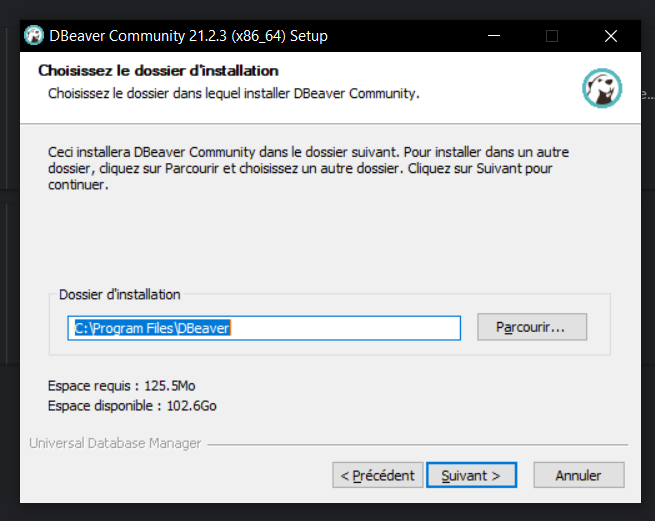 DBeaver Community 21.2.3 (x86_64) Setup
Choisissez le dossier d'installation
Choisissez le dossier dans lequel installer DBeaver Community.
Ceci installera DBeaver Community dans le dossier suivant. Pour installer dans un autre
dossier, cliquez sur Parcourir et choisissez un autre dossier. Cliquez sur Suivant pour
continuer.
Dossier d'installation
C:\Program Files\DBeaver
Parcourir...
Espace requis : 125.5Mo
Espace disponible : 102.6Go
Universal Database Manager
< Précédent
Suivant >
Annuler